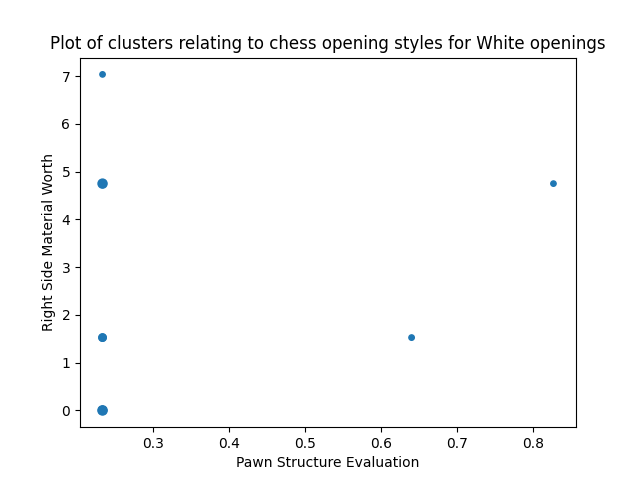 Plot of clusters relating to chess opening styles for White openings
7
6
5
4
3
2
1
0
Right Side Material Worth
0.3 0.4 0.5 0.6 0.7 0.8
Pawn Structure Evaluation